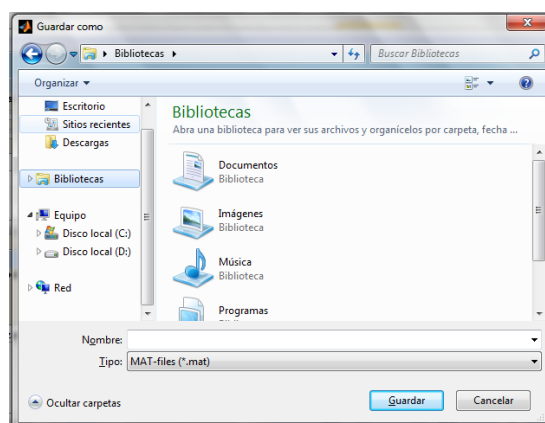 Guardar como
Bibliotecas
Buscar Bibliotecas
Organizar
Escritorio
Sitios recientes
Descargas
Bibliotecas
Equipo
Disco local (C:)
Disco local (D:)
Red
Bibliotecas
Abra una biblioteca para ver sus archivos y organícelos por carpeta, fecha ...
Documentos
Biblioteca
Imágenes
Biblioteca
Música
Biblioteca
Programas
Nombre:
Tipo: MAT-files (*.mat)
Ocultar carpetas
Guardar
Cancelar